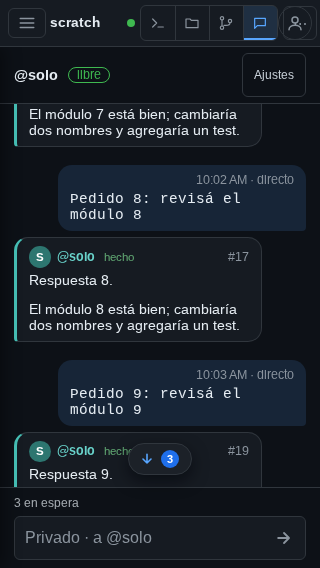 scratch
@solo libre Ajustes
El módulo 7 está bien; cambiaría
dos nombres y agregaría un test.
10:02 AM · directo
Pedido 8: revisá el
módulo 8
S @solo hecho #17
Respuesta 8.
El módulo 8 está bien; cambiaría
dos nombres y agregaría un test.
10:03 AM · directo
Pedido 9: revisá el
módulo 9
S @solo hecho #19
Respuesta 9.
3
3 en espera
Privado · a @solo